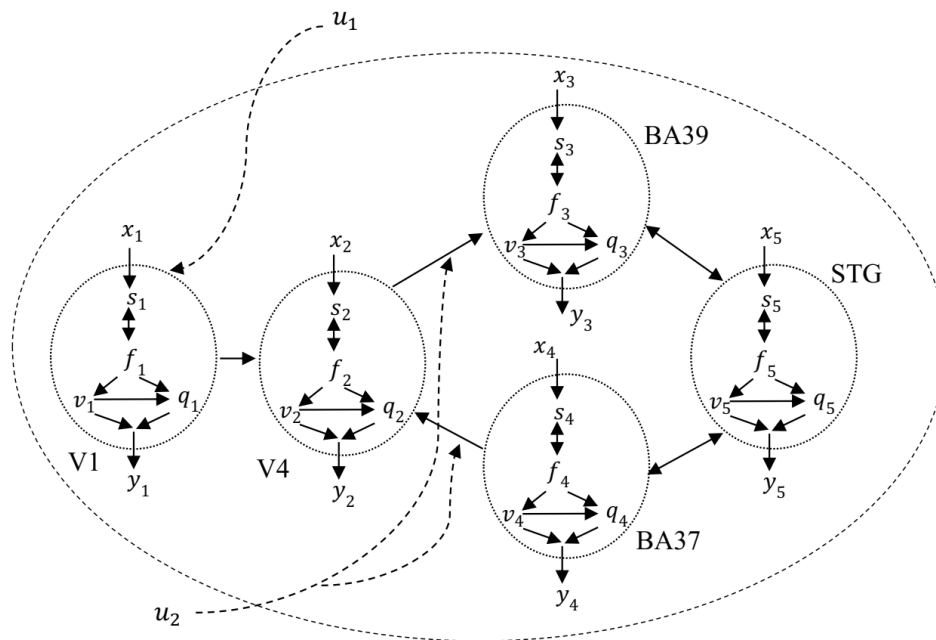 u₁
x₃
BA39
s₃
f₃
v₃ q₃
y₃
x₁
s₁
f₁
v₁ q₁
V1
y₁
x₂
s₂
f₂
v₂ q₂
V4
y₂
x₅
STG
s₅
f₅
v₅ q₅
y₅
x₄
s₄
f₄
v₄ q₄
BA37
y₄
u₂